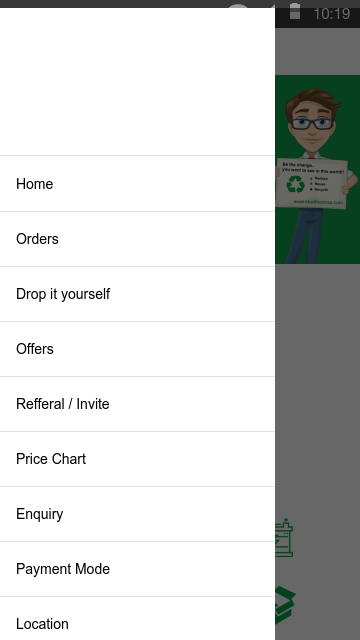 10:19
Home
Orders
Drop it yourself
Offers
Refferal / Invite
Price Chart
Enquiry
Payment Mode
Location
Be the change,
you want to see in this world!!
Reduce
Reuse
Recycle